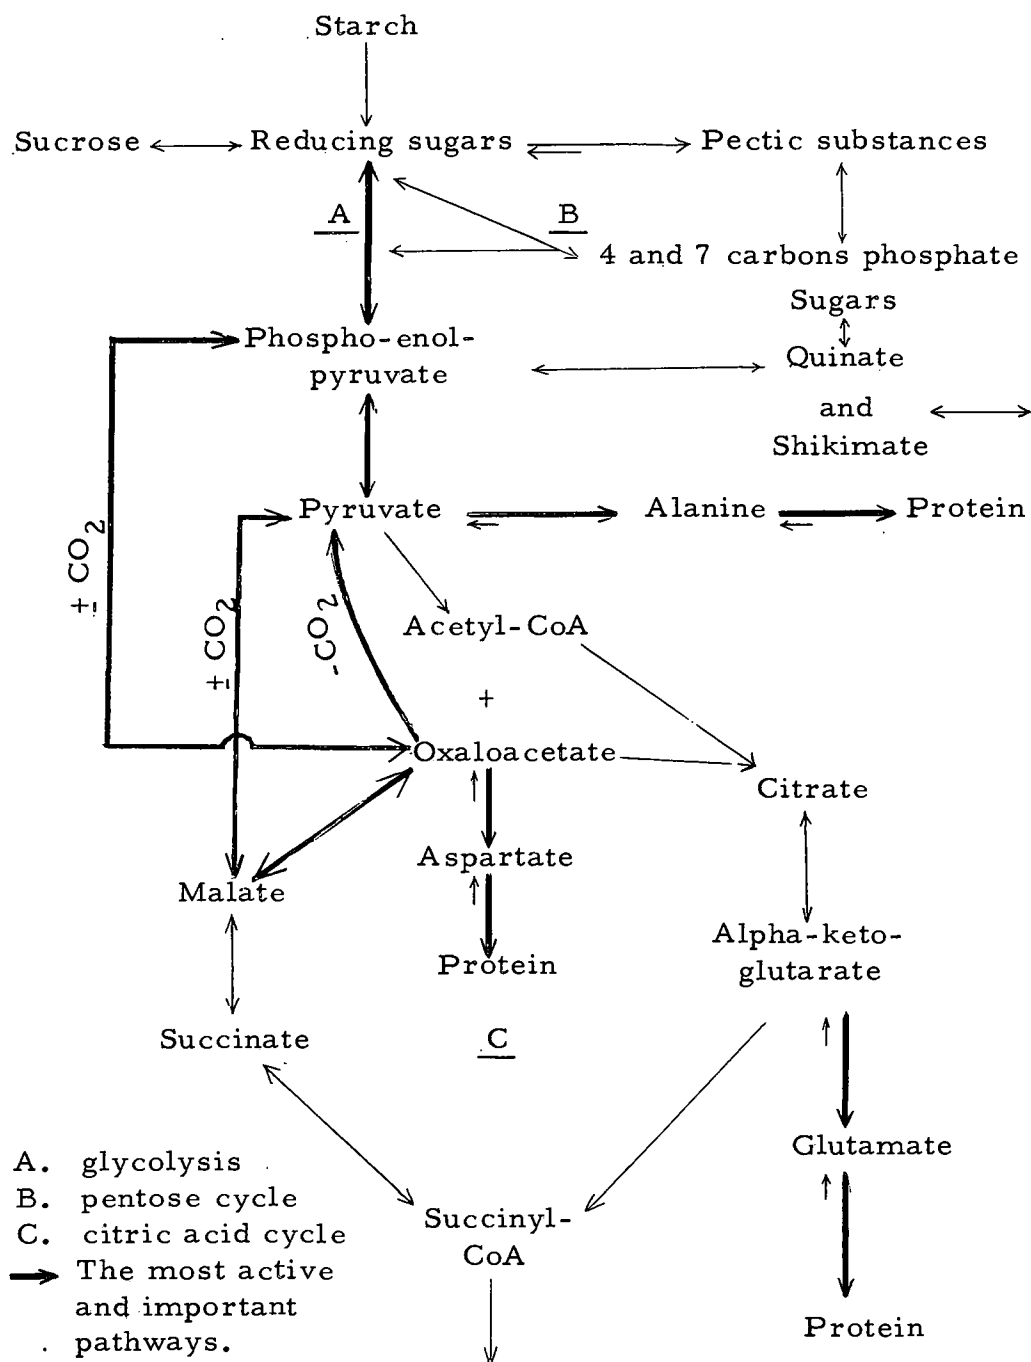 Starch
Sucrose
Reducing sugars
Pectic substances
A
B
4 and 7 carbons phosphate
Sugars
Phospho-enol-
pyruvate
Quinate
and
Shikimate
± CO2
Pyruvate
Alanine
Protein
± CO2
-CO2
Acetyl-CoA
+
Oxaloacetate
Citrate
Aspartate
Malate
Alpha-keto-
glutarate
Protein
Succinate
C
Glutamate
A. glycolysis
B. pentose cycle
C. citric acid cycle
The most active
and important
pathways.
Succinyl-
CoA
Protein